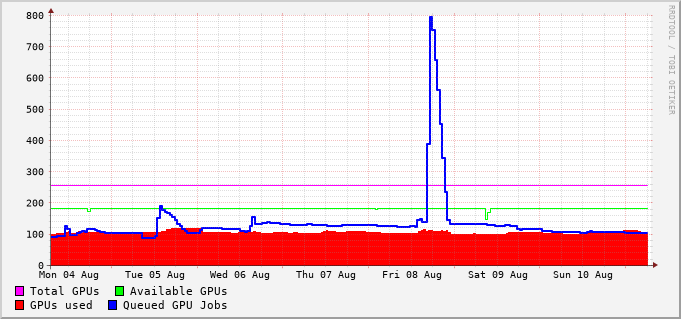 800
700
600
500
400
300
200
100
0
Mon 04 Aug Tue 05 Aug Wed 06 Aug Thu 07 Aug Fri 08 Aug Sat 09 Aug Sun 10 Aug
Total GPUs Available GPUs
GPUs used Queued GPU Jobs
RRDTOOL / TOBI OETIKER